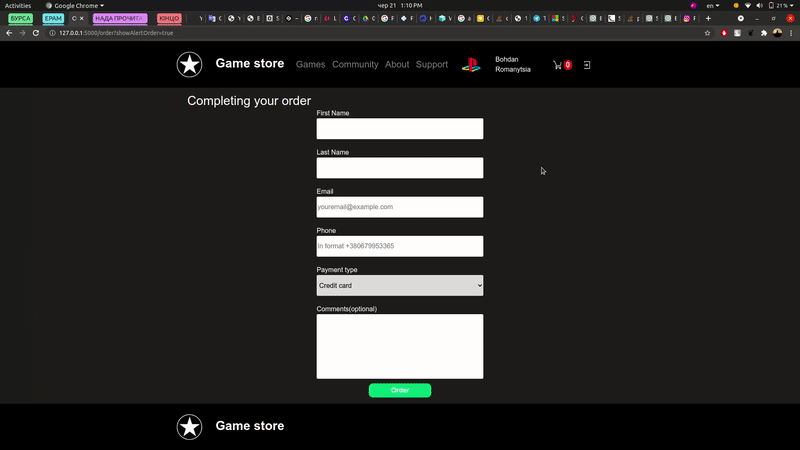 Activities
Google Chrome
чер 21 1:10 PM
en
21 %
БУРСА
EPAM
НАДА ПРОЧИТА
КІНЦО
127.0.0.1:5000/order?showAlertOrder=true
Game store
Games
Community
About
Support
Bohdan
Romanytsia
0
Completing your order
First Name
Last Name
Email
youremail@example.com
Phone
In format +380679953365
Payment type
Credit card
Comments(optional)
Order
Game store